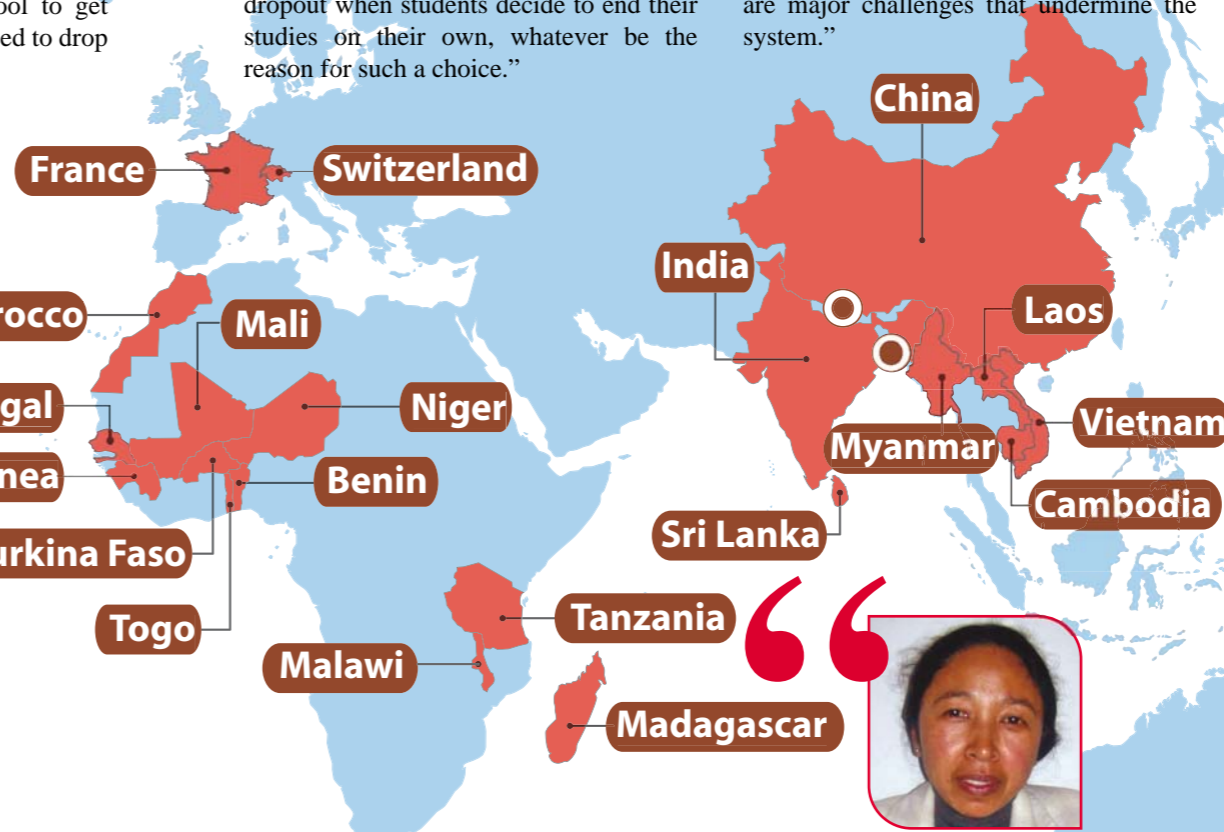 ool to get
ed to drop
dropout when students decide to end their
studies on their own, whatever be the
reason for such a choice.”
are major challenges that undermine the
system.”
China
France
Switzerland
India
Laos
rocco
Mali
Niger
gal
Vietnam
Myanmar
nea
Benin
Cambodia
Sri Lanka
urkina Faso
Tanzania
Togo
Malawi
Madagascar
“